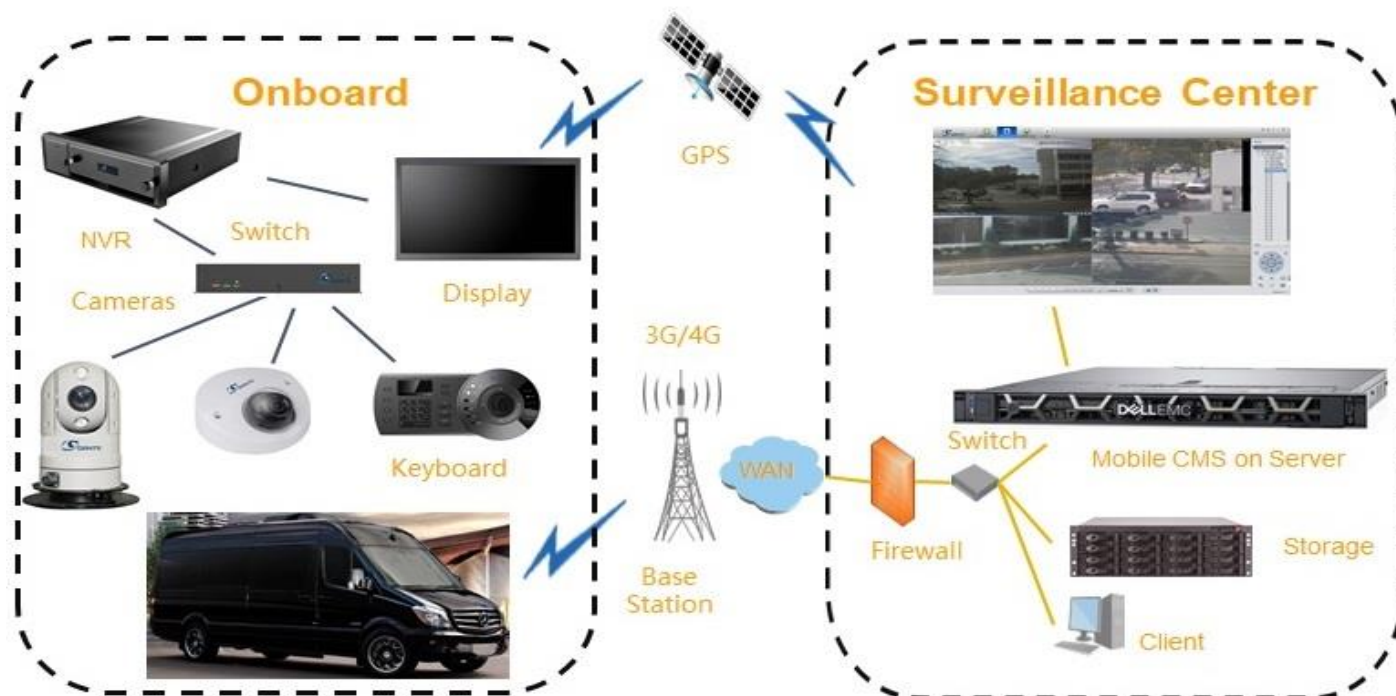 Onboard
NVR
Switch
Cameras
Display
Keyboard
GPS
3G/4G
WAN
Base
Station
Surveillance Center
DELLEMC
Switch
Mobile CMS on Server
Firewall
Storage
Client